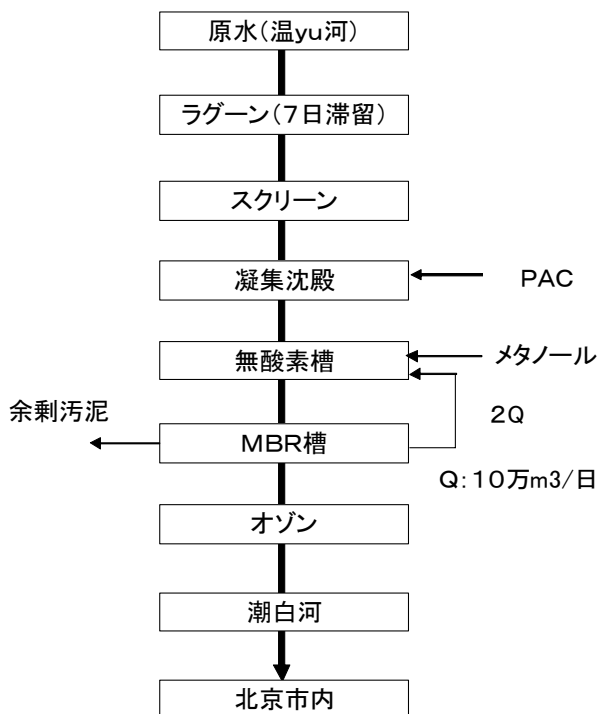 原水(温yu河)
ラグーン(7日滞留)
スクリーン
凝集沈殿
PAC
無酸素槽
メタノール
余剰汚泥
MBR槽
2Q
Q:10万m3/日
オゾン
潮白河
北京市内